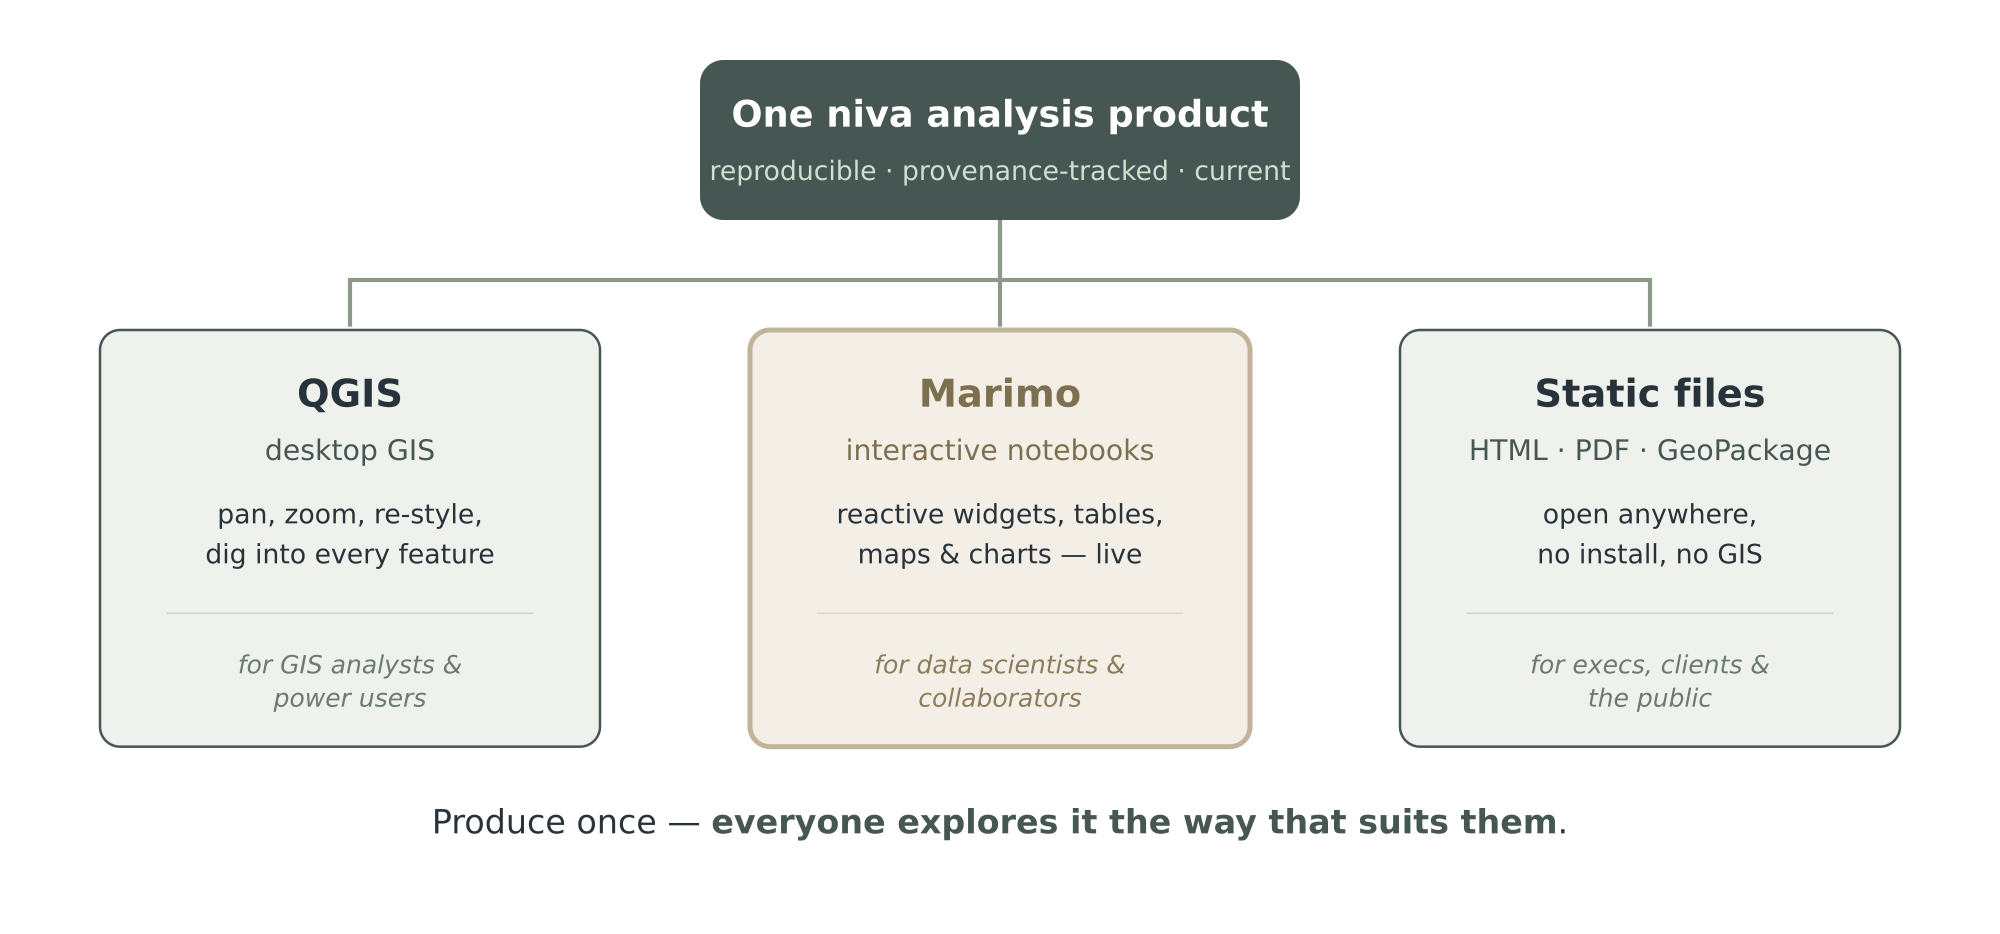 One niva analysis product
reproducible · provenance-tracked · current
QGIS
desktop GIS
pan, zoom, re-style,
dig into every feature
for GIS analysts &
power users
Marimo
interactive notebooks
reactive widgets, tables,
maps & charts — live
for data scientists &
collaborators
Static files
HTML · PDF · GeoPackage
open anywhere,
no install, no GIS
for execs, clients &
the public
Produce once — everyone explores it the way that suits them.